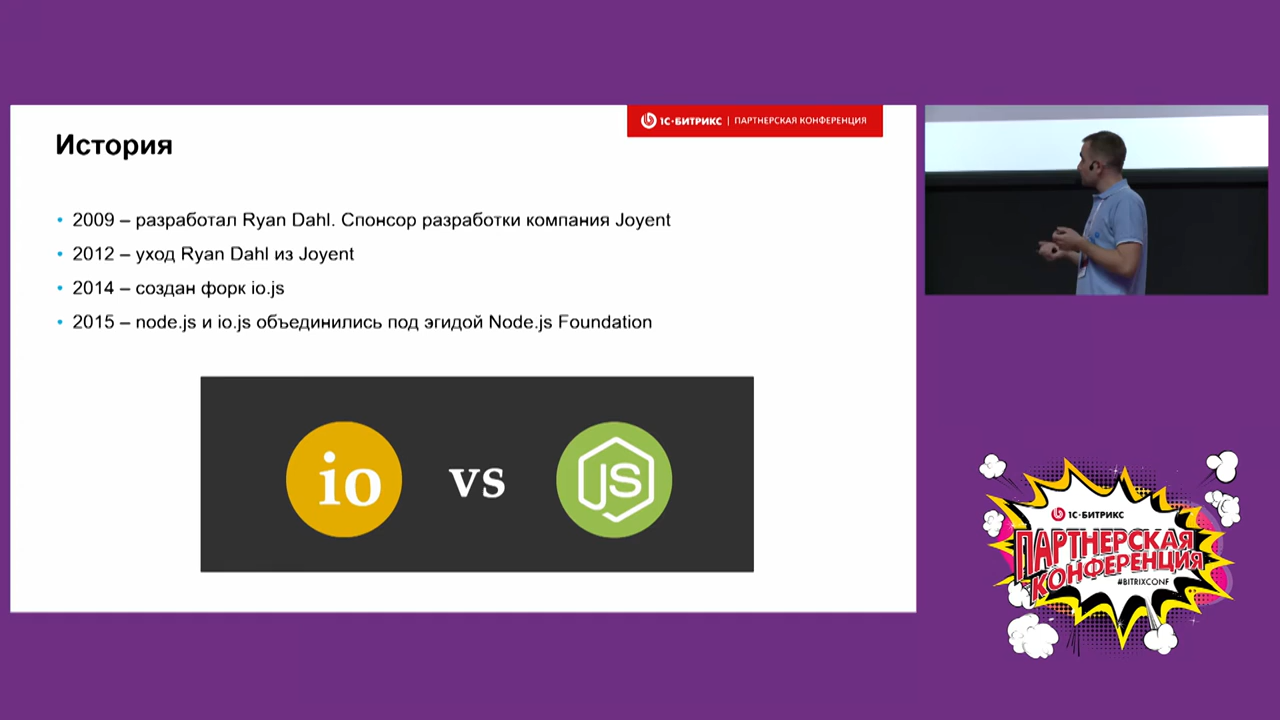 1С-БИТРИКС | ПАРТНЕРСКАЯ КОНФЕРЕНЦИЯ
История
• 2009 – разработал Ryan Dahl. Спонсор разработки компания Joyent
• 2012 – уход Ryan Dahl из Joyent
• 2014 – создан форк io.js
• 2015 – node.js и io.js объединились под эгидой Node.js Foundation
io vs JS
1С-БИТРИКС
ПАРТНЕРСКАЯ
КОНФЕРЕНЦИЯ
#BITRIXCONF